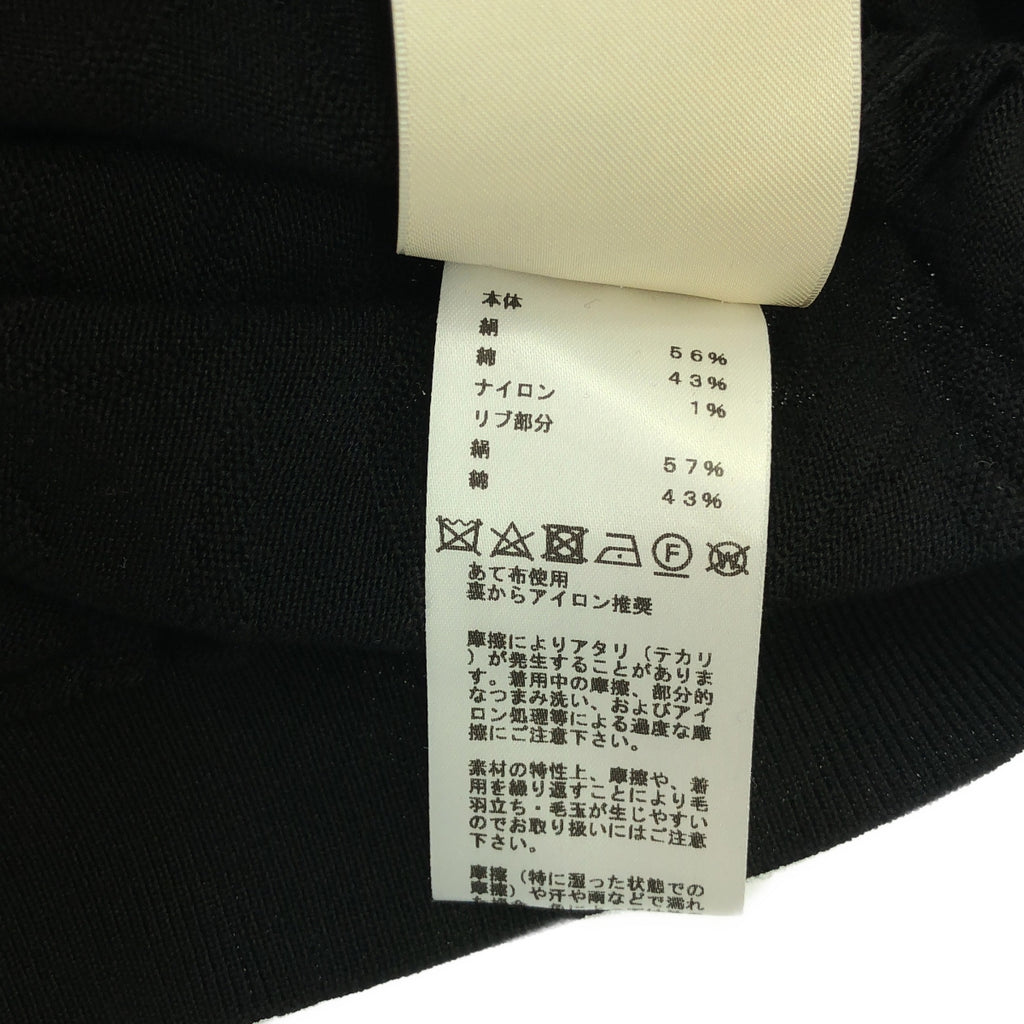 本体
絹 56%
綿 43%
ナイロン 1%
リブ部分
絹 57%
綿 43%
F W
あて布使用
裏からアイロン推奨
摩擦によりアタリ（テカリ
）が発生することがありま
す。着用中の摩擦、部分的
なつまみ洗い、およびアイ
ロン処理等による過度な摩
擦にご注意下さい。
素材の特性上、摩擦や、着
用を繰り返すことにより毛
羽立ち・毛玉が生じやすい
のでお取り扱いにはご注意
下さい。
摩擦（特に湿った状態での
摩擦）や汗や雨などで濡れ